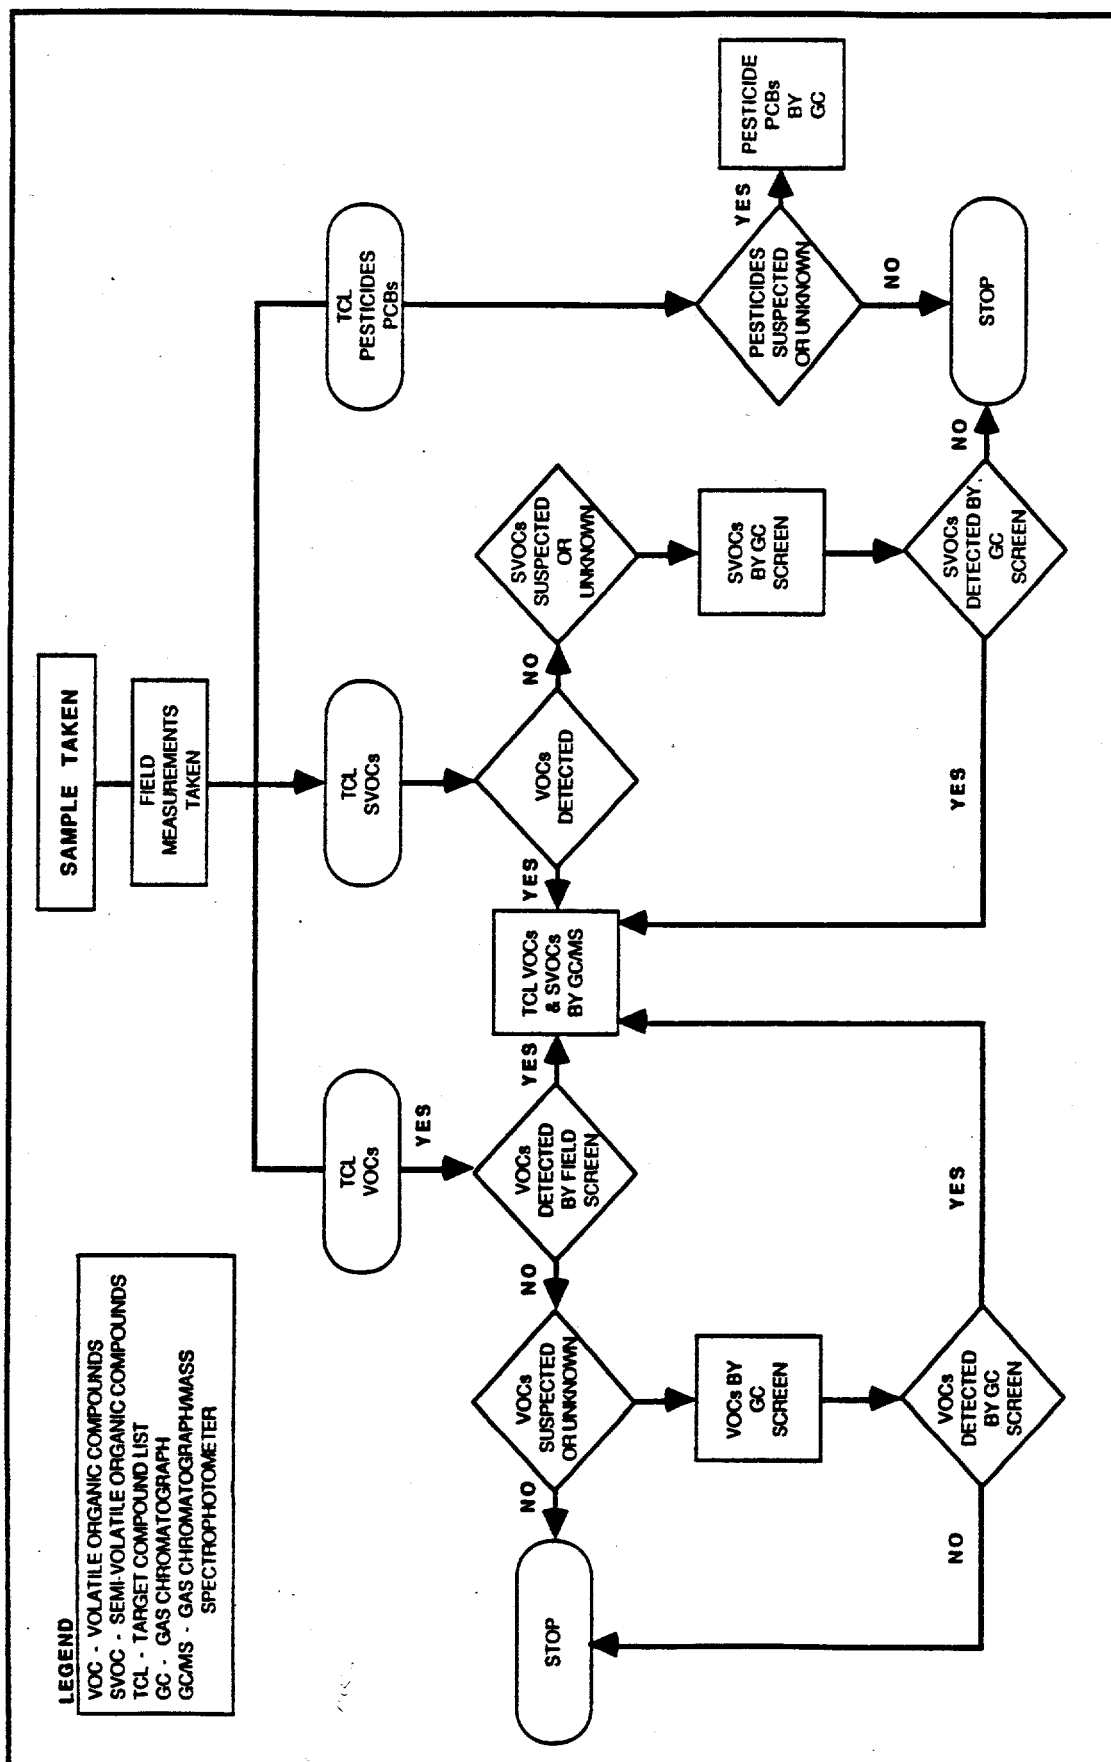 SAMPLE TAKEN
FIELD
MEASUREMENTS
TAKEN
LEGEND
VOC - VOLATILE ORGANIC COMPOUNDS
SVOC - SEMI-VOLATILE ORGANIC COMPOUNDS
TCL - TARGET COMPOUND LIST
GC - GAS CHROMATOGRAPH
GC/MS - GAS CHROMATOGRAPH/MASS
SPECTROPHOTOMETER
TCL
VOCs
TCL
SVOCs
TCL
PESTICIDES
PCBs
YES
STOP
NO
VOCs
SUSPECTED
OR UNKNOWN
NO
VOCs
DETECTED
BY FIELD
SCREEN
YES
TCL VOCs
& SVOCs
BY GC/MS
YES
VOCs
DETECTED
NO
SVOCs
SUSPECTED
OR
UNKNOWN
VOCs BY
GC
SCREEN
SVOCs
BY GC
SCREEN
PESTICIDES
SUSPECTED
OR UNKNOWN
YES
PESTICIDE
PCBs
BY
GC
NO
NO
VOCs
DETECTED
BY GC
SCREEN
YES
YES
SVOCs
DETECTED BY
GC
SCREEN
NO
STOP